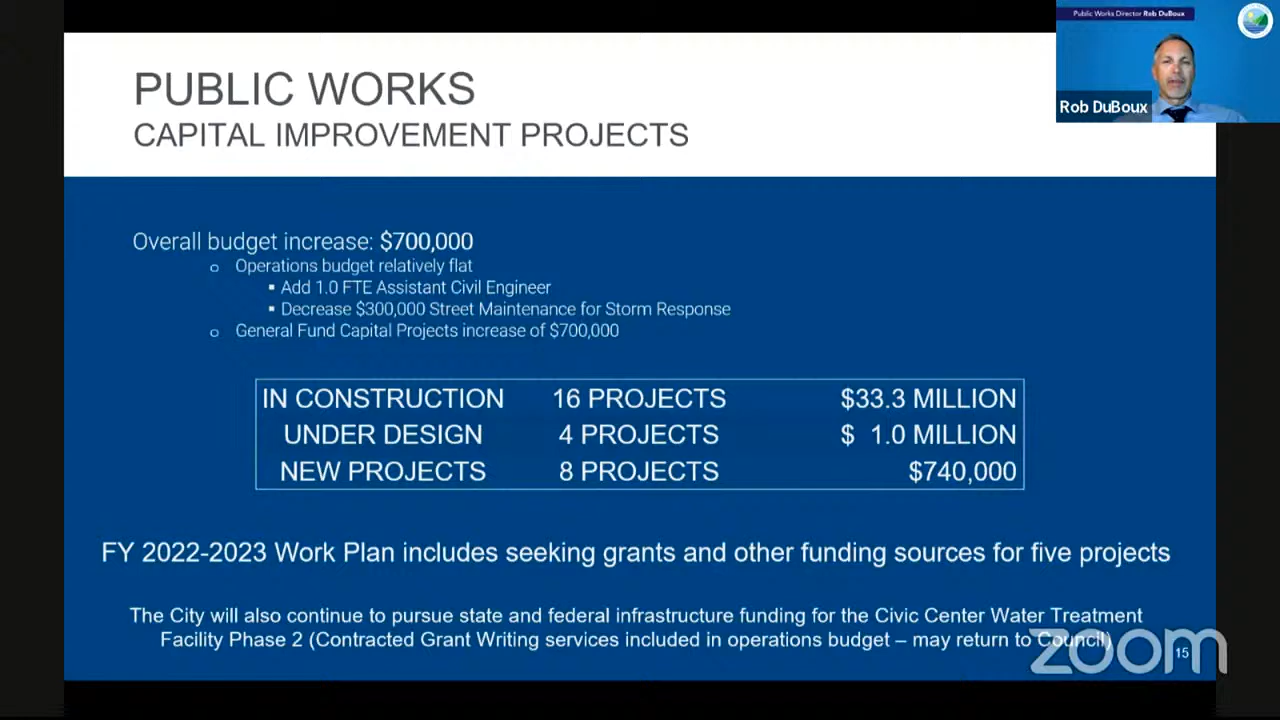 Public Works Director Rob DuBoux
Rob DuBoux
PUBLIC WORKS
CAPITAL IMPROVEMENT PROJECTS
Overall budget increase: $700,000
o Operations budget relatively flat
▪ Add 1.0 FTE Assistant Civil Engineer
▪ Decrease $300,000 Street Maintenance for Storm Response
o General Fund Capital Projects increase of $700,000
IN CONSTRUCTION 16 PROJECTS $33.3 MILLION
UNDER DESIGN 4 PROJECTS $ 1.0 MILLION
NEW PROJECTS 8 PROJECTS $740,000
FY 2022-2023 Work Plan includes seeking grants and other funding sources for five projects
The City will also continue to pursue state and federal infrastructure funding for the Civic Center Water Treatment
Facility Phase 2 (Contracted Grant Writing services included in operations budget – may return to Council)
zoom
15